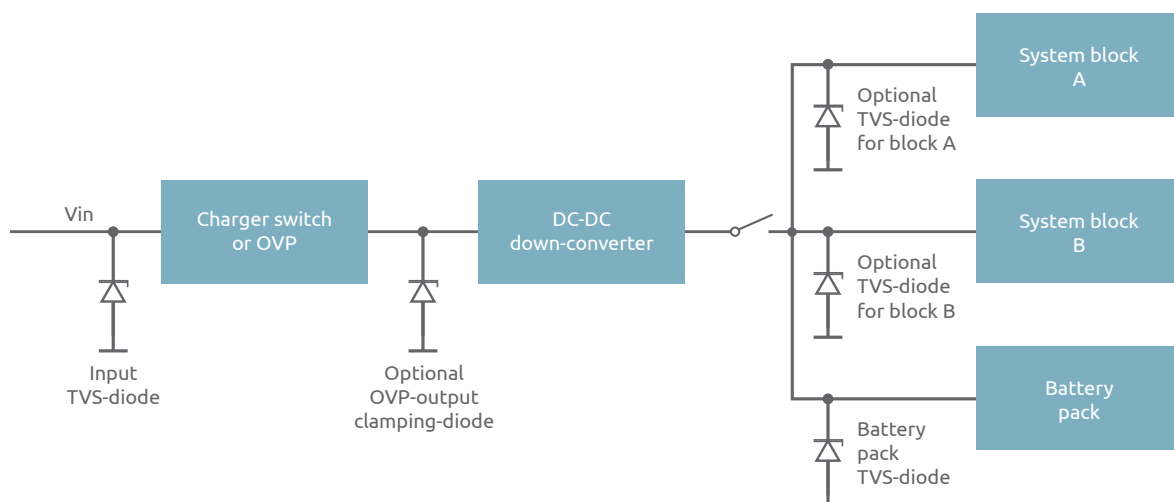 System block
A
Optional
TVS-diode
for block A
Vin
Charger switch
or OVP
DC-DC
down-converter
System block
B
Optional
TVS-diode
for block B
Input
TVS-diode
Optional
OVP-output
clamping-diode
Battery
pack
Battery
pack
TVS-diode